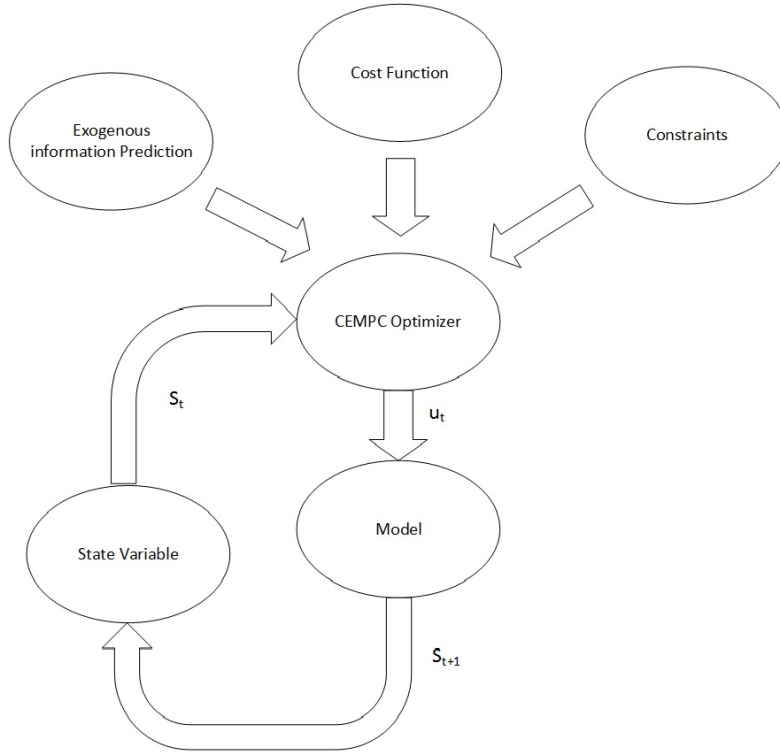 Cost Function
Exogenous
information Prediction
Constraints
CEMPC Optimizer
Sₜ
uₜ
Model
State Variable
Sₜ₊₁